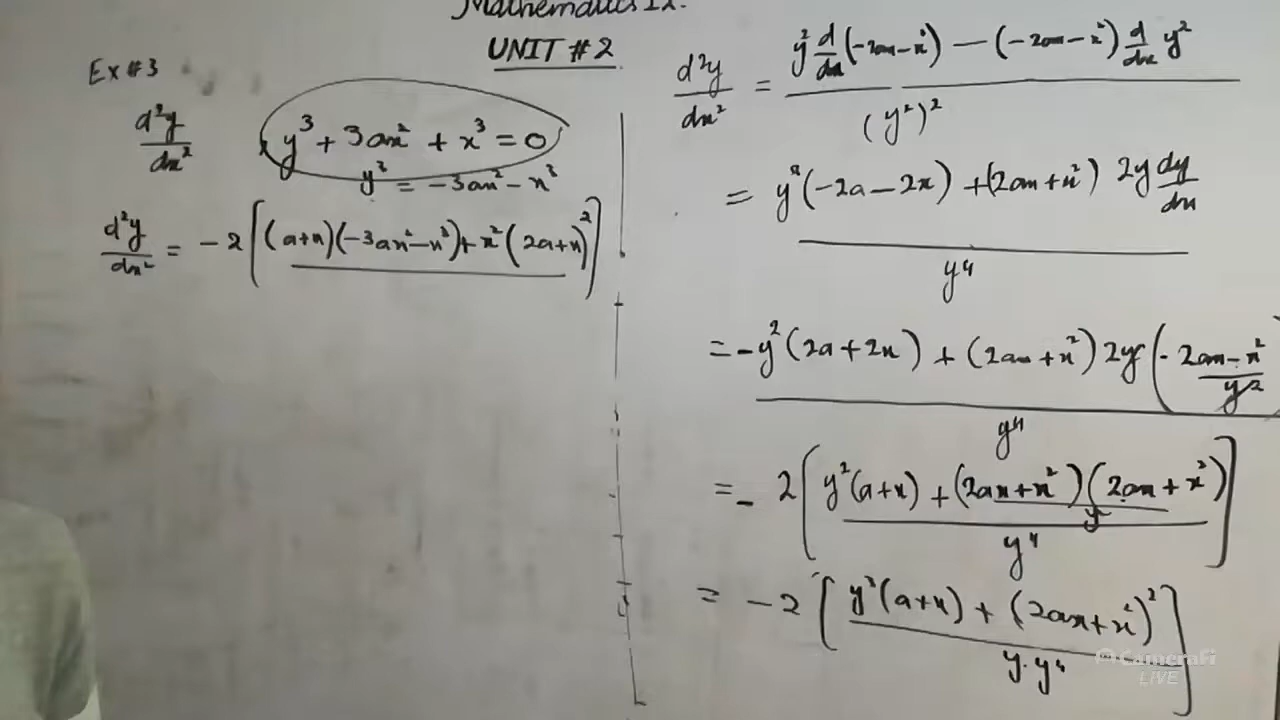 Mathematics IX.
UNIT # 2
Ex # 3
d²y/dx² y³ + 3ax² + x³ = 0
y³ = -3ax² - x³
d²y/dx² = -2 [ (a+x)(-3ax²-x³) + x²(2a+x)² ]
d²y/dx² = y² d/dx (-2ax-x²) — (-2ax-x²) d/dx y² / (y²)²
= y²(-2a-2x) + (2ax+x²) 2y dy/dx / y⁴
= -y²(2a+2x) + (2ax+x²) 2y ( -2ax-x² / y²) / y⁴
= - 2 [ y²(a+x) + (2ax+x²)(2ax+x²) / y / y⁴ ]
= -2 [ y³(a+x) + (2ax+x²)² / y.y⁴ ]
CameraFi
LIVE